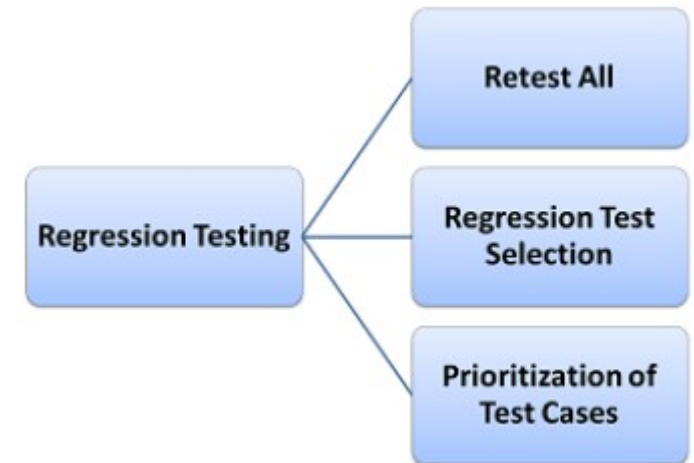 Retest All
Regression Testing
Regression Test
Selection
Prioritization of
Test Cases